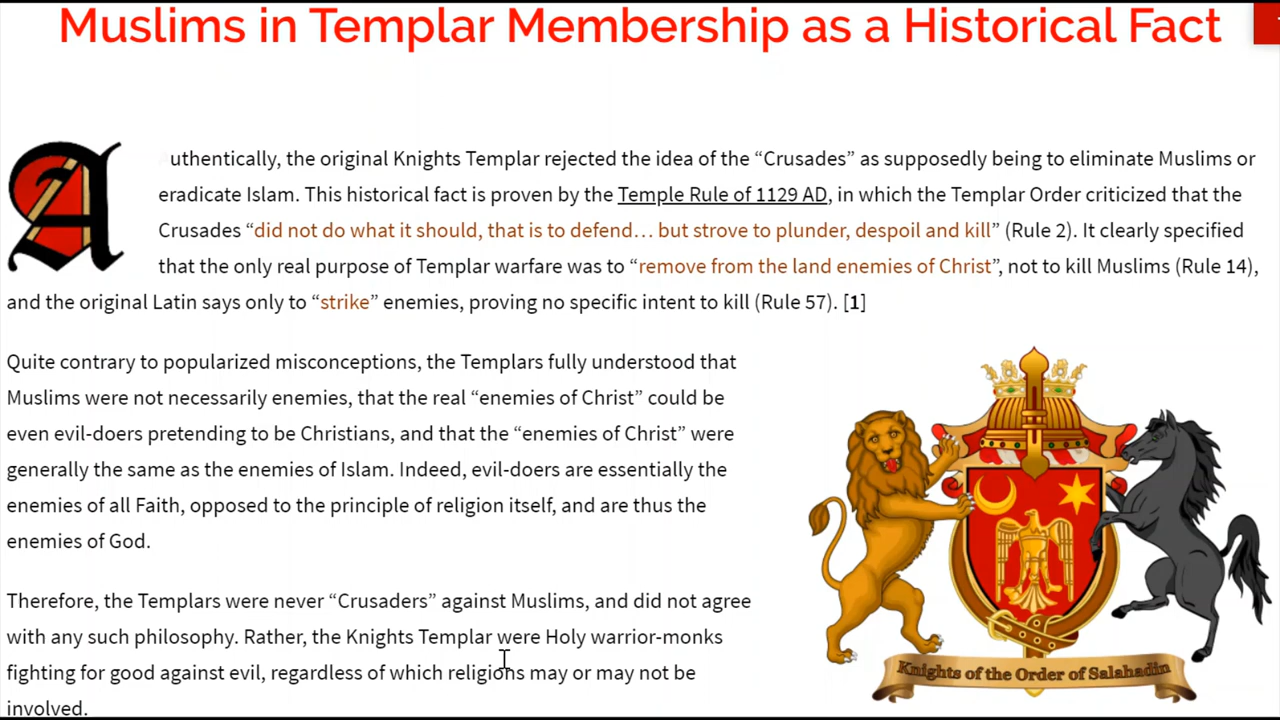 Muslims in Templar Membership as a Historical Fact
Authentically, the original Knights Templar rejected the idea of the “Crusades” as supposedly being to eliminate Muslims or
eradicate Islam. This historical fact is proven by the Temple Rule of 1129 AD, in which the Templar Order criticized that the
Crusades “did not do what it should, that is to defend… but strove to plunder, despoil and kill” (Rule 2). It clearly specified
that the only real purpose of Templar warfare was to “remove from the land enemies of Christ”, not to kill Muslims (Rule 14),
and the original Latin says only to “strike” enemies, proving no specific intent to kill (Rule 57). [1]
Quite contrary to popularized misconceptions, the Templars fully understood that
Muslims were not necessarily enemies, that the real “enemies of Christ” could be
even evil-doers pretending to be Christians, and that the “enemies of Christ” were
generally the same as the enemies of Islam. Indeed, evil-doers are essentially the
enemies of all Faith, opposed to the principle of religion itself, and are thus the
enemies of God.
Therefore, the Templars were never “Crusaders” against Muslims, and did not agree
with any such philosophy. Rather, the Knights Templar were Holy warrior-monks
fighting for good against evil, regardless of which religions may or may not be
involved.
Knights of the Order of Salahadin